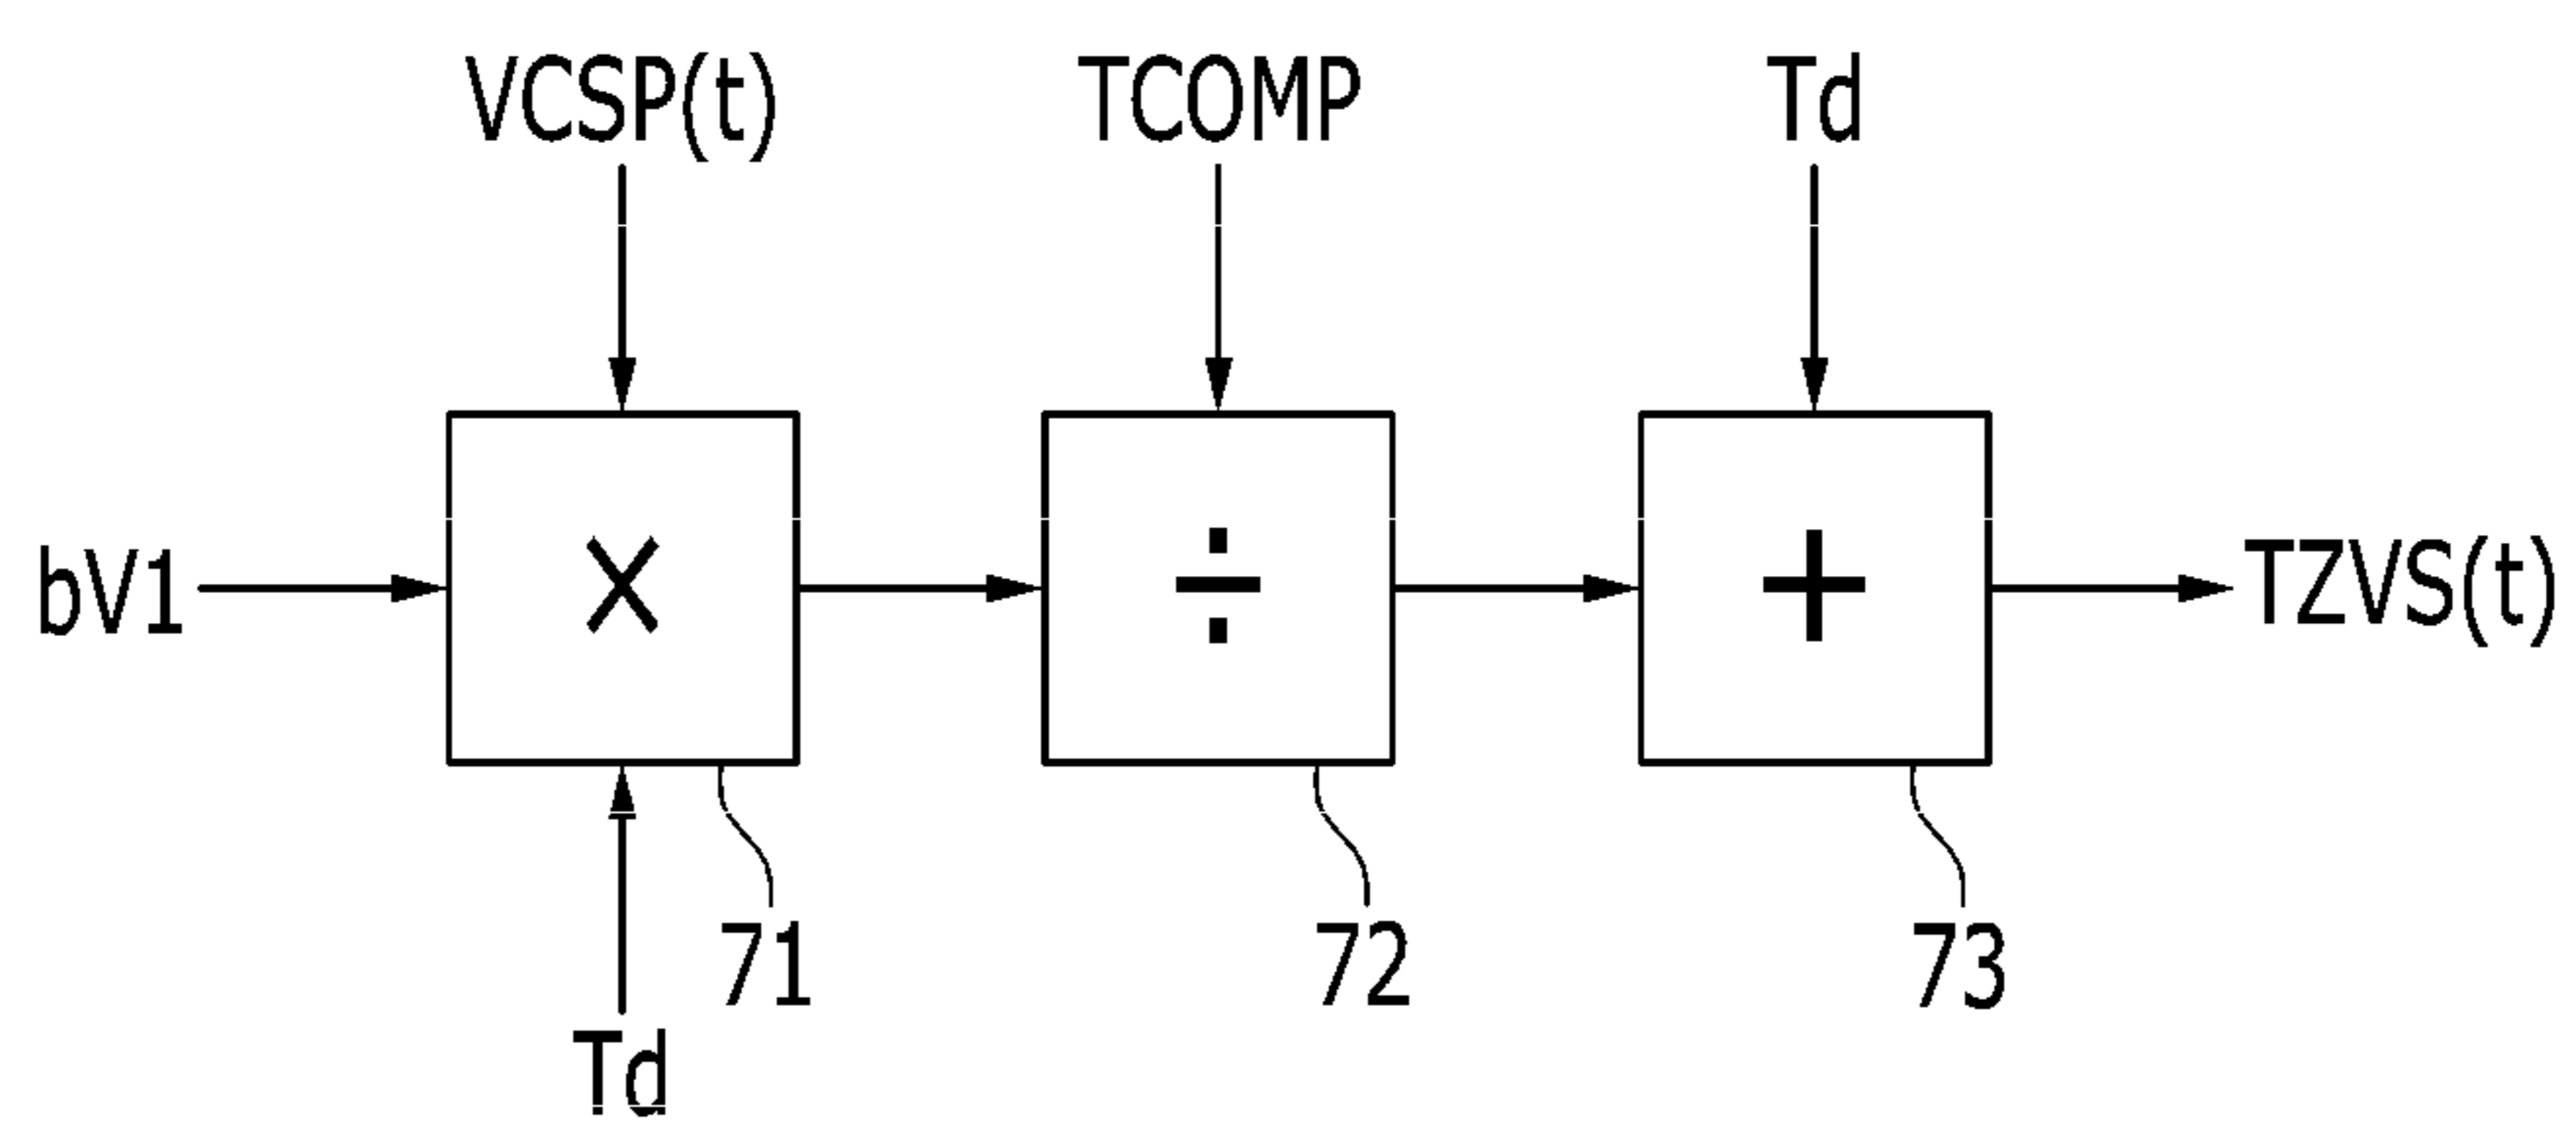 VCSP(t)
TCOMP
Td
bV1
×
÷
+
TZVS(t)
71
72
73
Td